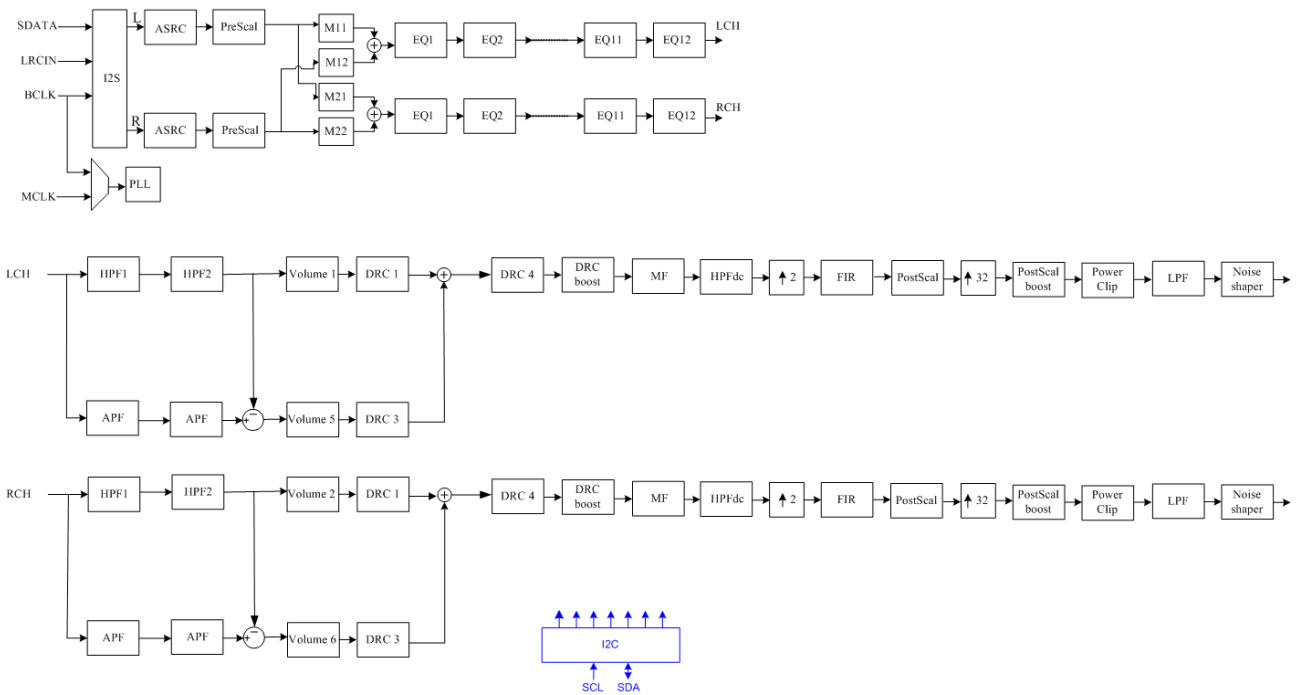 SDATA
LRCIN
BCLK
MCLK
I2S
L
R
ASRC
PreScal
M11
M12
EQ1
EQ2
EQ11
EQ12
LCH
ASRC
PreScal
M21
M22
EQ1
EQ2
EQ11
EQ12
RCH
PLL
+
+
LCH
HPF1
HPF2
Volume 1
DRC 1
+
DRC 4
DRC
boost
MF
HPFdc
↑ 2
FIR
PostScal
↑ 32
PostScal
boost
Power
Clip
LPF
Noise
shaper
APF
APF
+
−
Volume 5
DRC 3
RCH
HPF1
HPF2
Volume 2
DRC 1
+
DRC 4
DRC
boost
MF
HPFdc
↑ 2
FIR
PostScal
↑ 32
PostScal
boost
Power
Clip
LPF
Noise
shaper
APF
APF
+
−
Volume 6
DRC 3
I2C
SCL
SDA